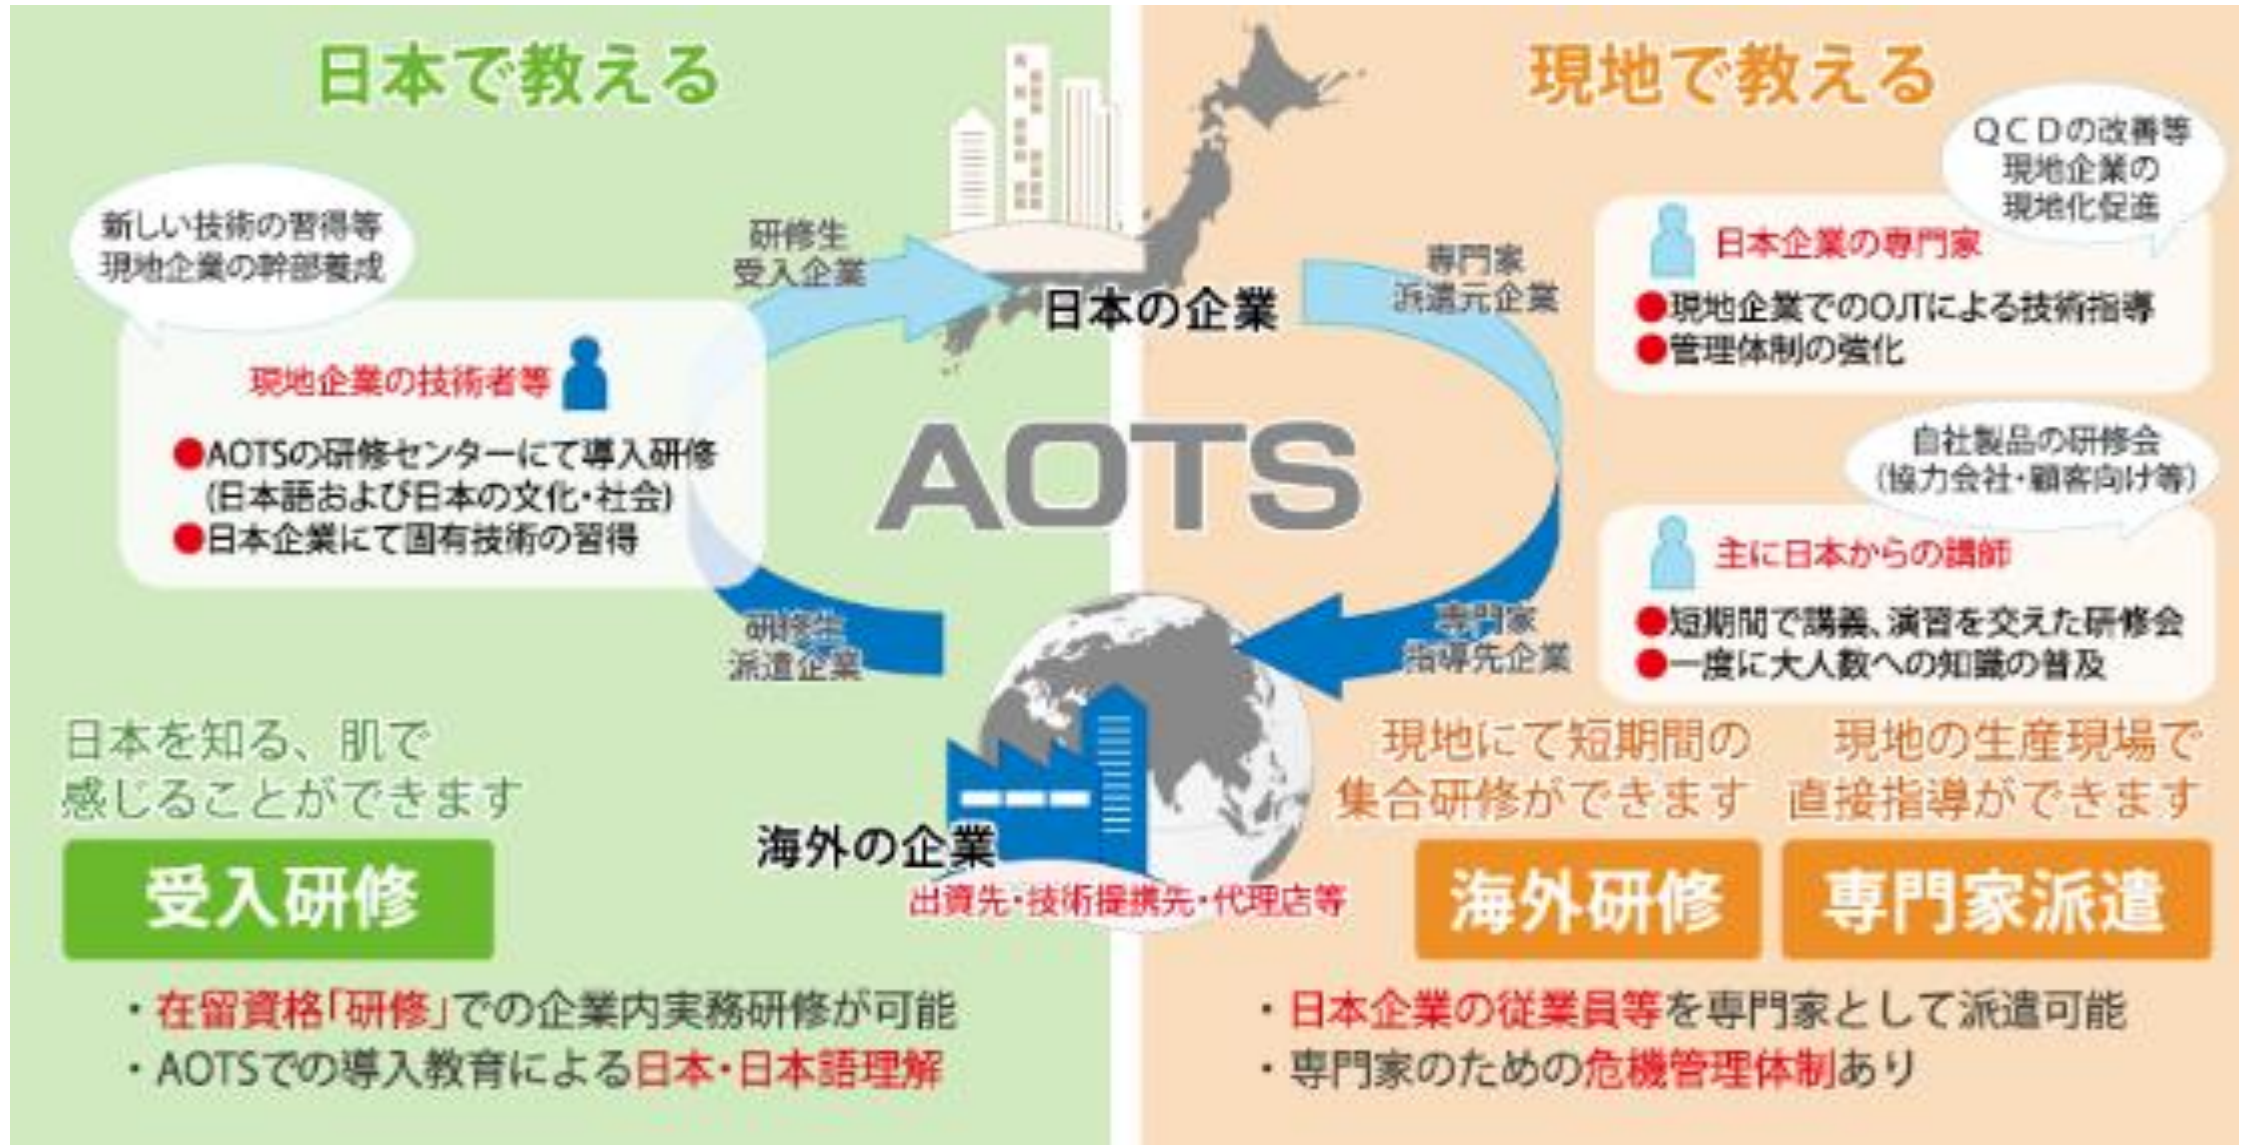 日本で教える
新しい技術の習得等
現地企業の幹部養成
現地企業の技術者等
●AOTSの研修センターにて導入研修
(日本語および日本の文化・社会)
●日本企業にて固有技術の習得
研修生
受入企業
日本の企業
AOTS
研修生
派遣企業
海外の企業
出資先・技術提携先・代理店等
日本を知る、肌で
感じることができます
受入研修
・在留資格「研修」での企業内実務研修が可能
・AOTSでの導入教育による日本・日本語理解
現地で教える
QCDの改善等
現地企業の
現地化促進
専門家
派遣元企業
日本企業の専門家
●現地企業でのOJTによる技術指導
●管理体制の強化
自社製品の研修会
(協力会社・顧客向け等)
主に日本からの講師
●短期間で講義、演習を交えた研修会
●一度に大人数への知識の普及
専門家
指導先企業
現地にて短期間の
集合研修ができます
海外研修
現地の生産現場で
直接指導ができます
専門家派遣
・日本企業の従業員等を専門家として派遣可能
・専門家のための危機管理体制あり